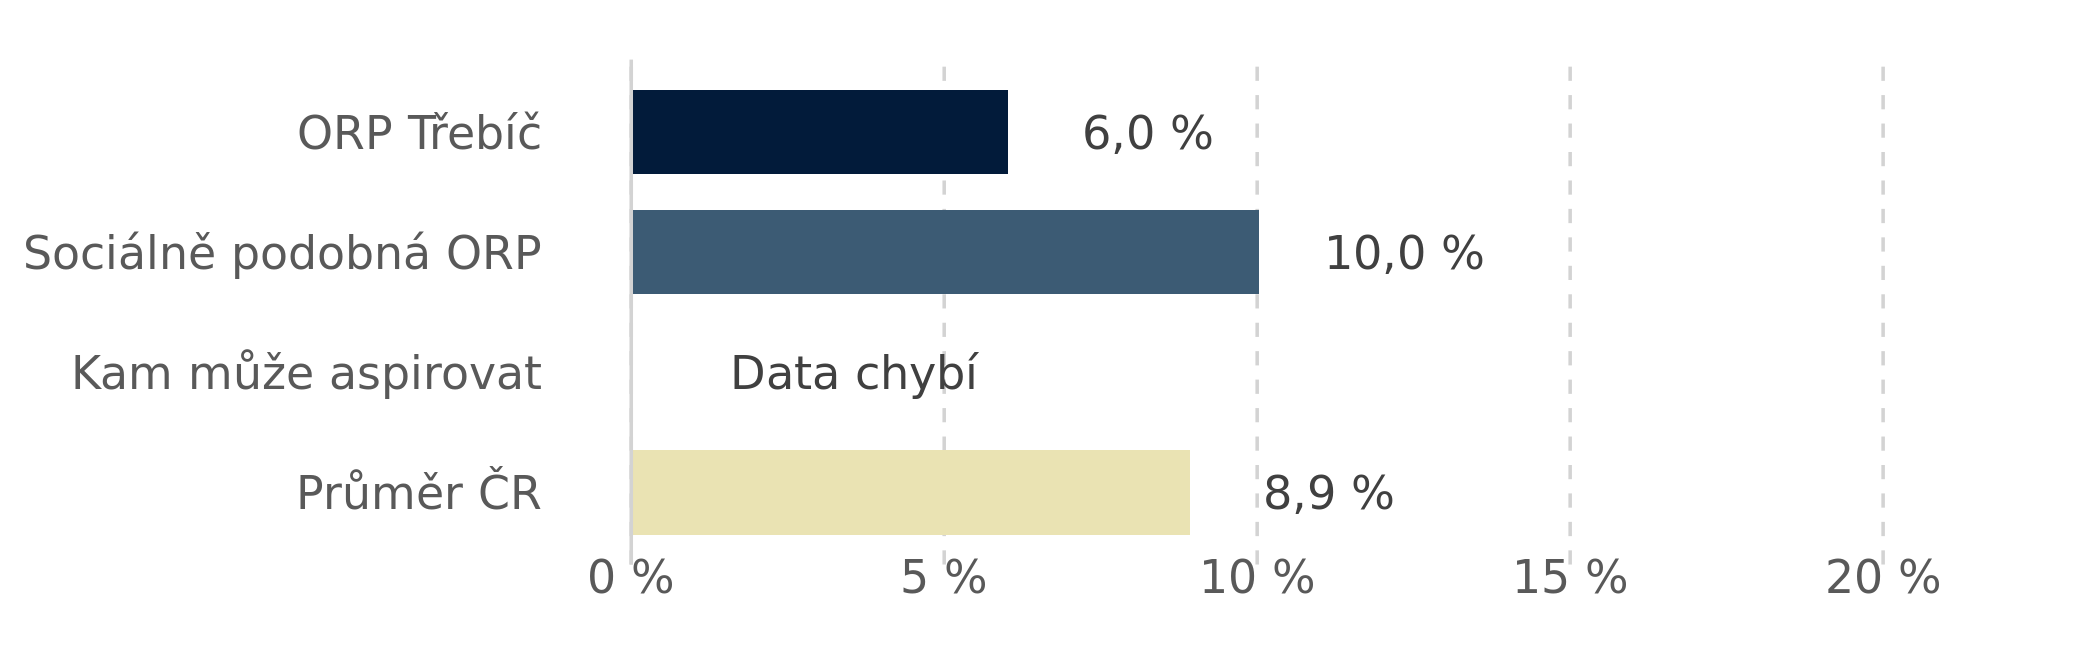 ORP Třebíč
6,0 %
Sociálně podobná ORP
10,0 %
Kam může aspirovat
Data chybí
Průměr ČR
8,9 %
0 %
5 %
10 %
15 %
20 %